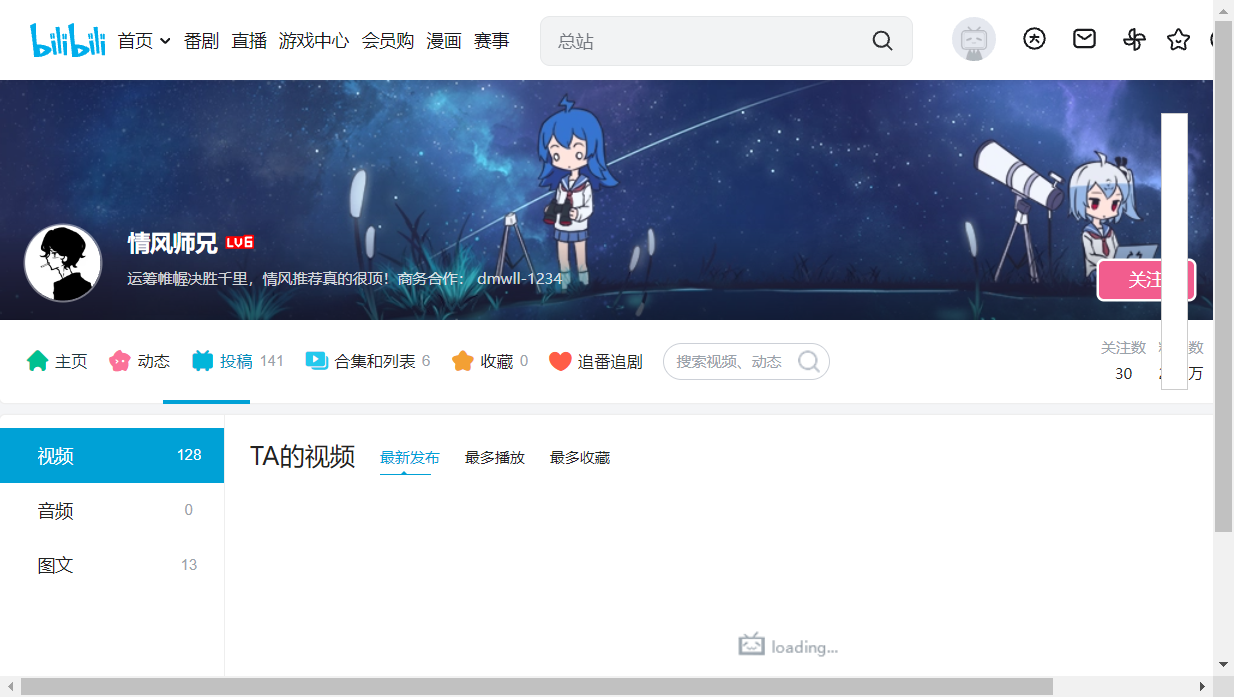 bilibili 首页 番剧 直播 游戏中心 会员购 漫画 赛事 总站
情风师兄 LV6
运筹帷幄决胜千里，情风推荐真的很顶！商务合作： dmwll-1234
关注
主页 动态 投稿 141 合集和列表 6 收藏 0 追番追剧 搜索视频、动态 关注数 数
30 万
视频 128
TA的视频 最新发布 最多播放 最多收藏
音频 0
图文 13
loading...